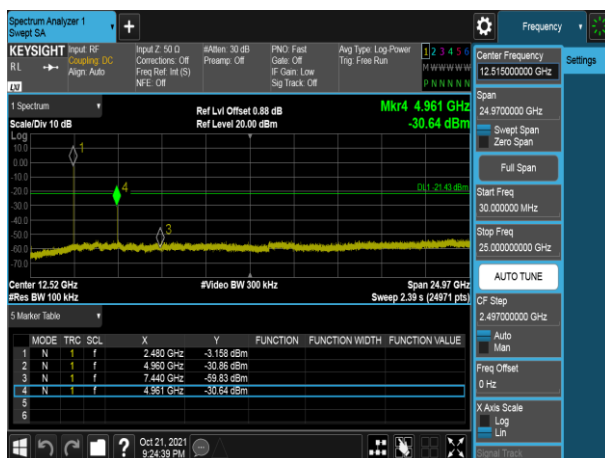 Spectrum Analyzer 1
Swept SA
Frequency
KEYSIGHT
RL
LXI
Input: RF
Coupling: DC
Align: Auto
Input Z: 50 Ω
Corrections: Off
Freq Ref: Int (S)
NFE: Off
#Atten: 30 dB
Preamp: Off
PNO: Fast
Gate: Off
IF Gain: Low
Sig Track: Off
Avg Type: Log-Power
Trig: Free Run
1 2 3 4 5 6
M W W W W W
P N N N N N
Center Frequency
12.515000000 GHz
Settings
Span
24.9700000 GHz
Swept Span
Zero Span
Full Span
Start Freq
30.000000 MHz
Stop Freq
25.000000000 GHz
AUTO TUNE
CF Step
2.497000000 GHz
Auto
Man
Freq Offset
0 Hz
X Axis Scale
Log
Lin
Signal Track
1 Spectrum
Scale/Div 10 dB
Ref Lvl Offset 0.88 dB
Ref Level 20.00 dBm
Mkr4 4.961 GHz
-30.64 dBm
Log
10.0
0.00
-10.0
-20.0
-30.0
-40.0
-50.0
-60.0
-70.0
1
4
3
DL1 -21.43 dBm
Center 12.52 GHz
#Res BW 100 kHz
#Video BW 300 kHz
Span 24.97 GHz
Sweep 2.39 s (24971 pts)
5 Marker Table
MODE TRC SCL X Y FUNCTION FUNCTION WIDTH FUNCTION VALUE
1 N 1 f 2.480 GHz -3.158 dBm
2 N 1 f 4.960 GHz -30.86 dBm
3 N 1 f 7.440 GHz -59.83 dBm
4 N 1 f 4.961 GHz -30.64 dBm
5
6
?
Oct 21, 2021
9:24:39 PM